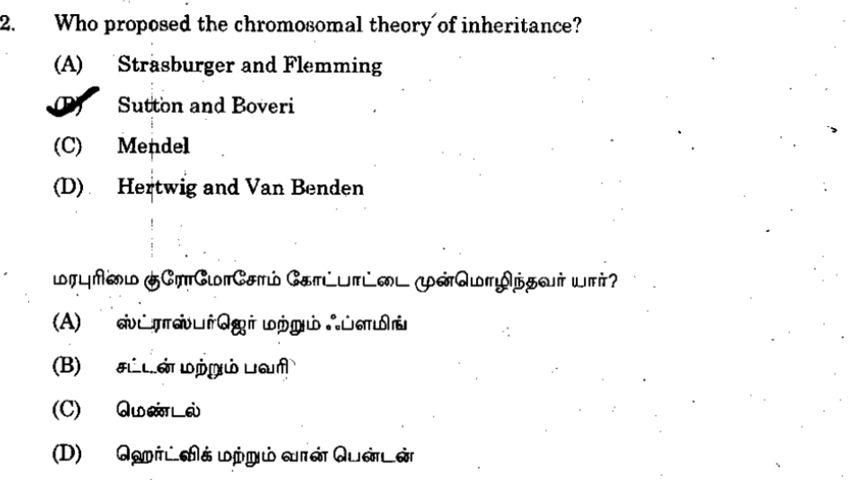 2. Who proposed the chromosomal theory of inheritance?
(A) Strasburger and Flemming
(B) Sutton and Boveri
(C) Mendel
(D) Hertwig and Van Benden
மரபுரிமை குரோமோசோம் கோட்பாட்டை முன்மொழிந்தவர் யார்?
(A) ஸ்ட்ராஸ்பர்ஜெர் மற்றும் ஃப்ளமிங்
(B) சட்டன் மற்றும் பவரி
(C) மெண்டல்
(D) ஹெர்ட்விக் மற்றும் வான் பென்டன்